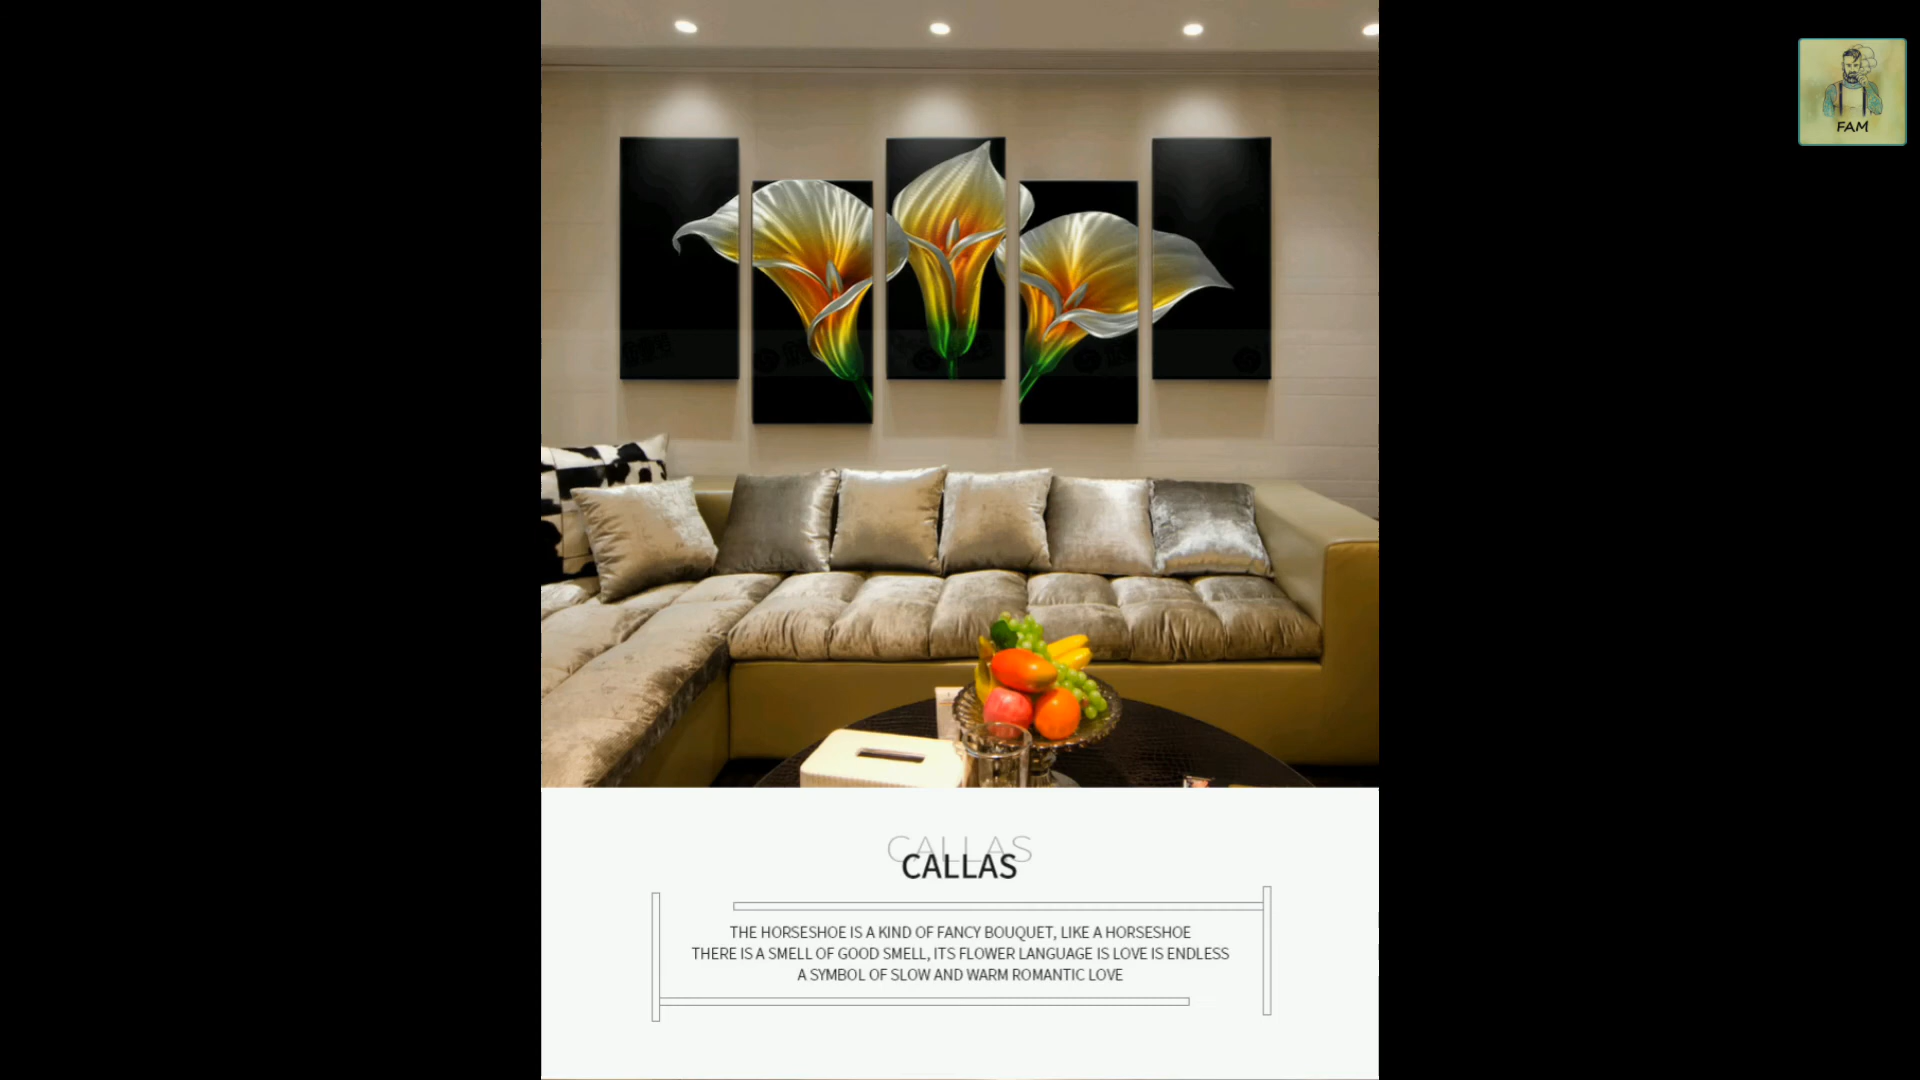 FAM
CALLAS
CALLAS
THE HORSESHOE IS A KIND OF FANCY BOUQUET, LIKE A HORSESHOE
THERE IS A SMELL OF GOOD SMELL, ITS FLOWER LANGUAGE IS LOVE IS ENDLESS
A SYMBOL OF SLOW AND WARM ROMANTIC LOVE